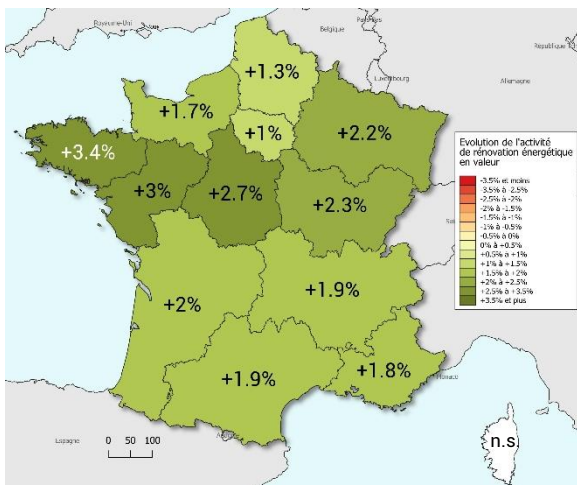 Royaume-Uni
Belgique
Pays-Bas
République
Luxembourg
Allemagne
+1.3%
+1.7%
+1%
+2.2%
+3.4%
+3%
+2.7%
+2.3%
Evolution de l'activité
de rénovation énergétique
en valeur
-3.5% et moins
-3.5% à -2.5%
-2.5% à -2%
-2% à -1.5%
-1.5% à -1%
-1% à -0.5%
-0.5% à 0%
0% à +0.5%
+0.5% à +1%
+1% à +1.5%
+1.5% à +2%
+2% à +2.5%
+2.5% à +3.5%
+3.5% et plus
+2%
+1.9%
+1.9%
+1.8%
Monaco
n.s.
Espagne
0 50 100